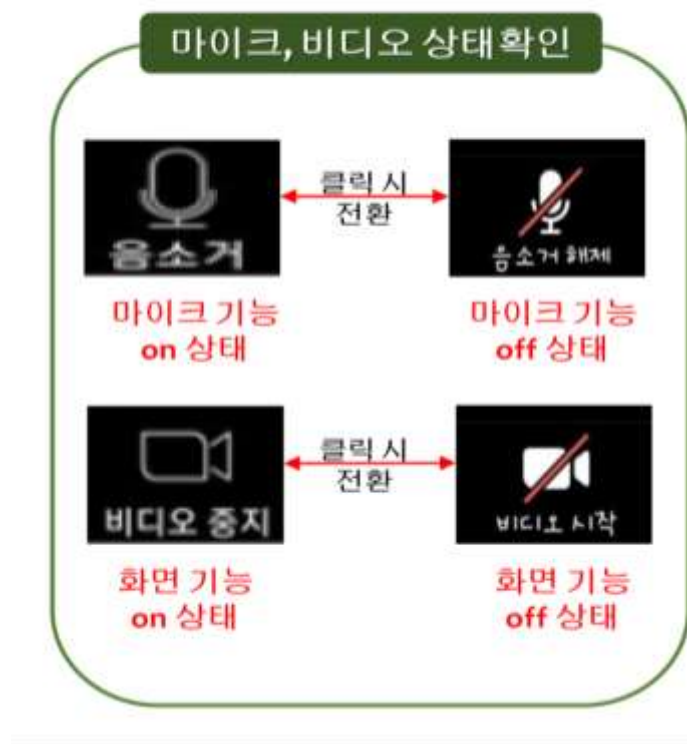 마이크, 비디오 상태확인
음소거
클릭 시
전환
음소거 해제
마이크 기능
on 상태
마이크 기능
off 상태
비디오 중지
클릭 시
전환
비디오 시작
화면 기능
on 상태
화면 기능
off 상태